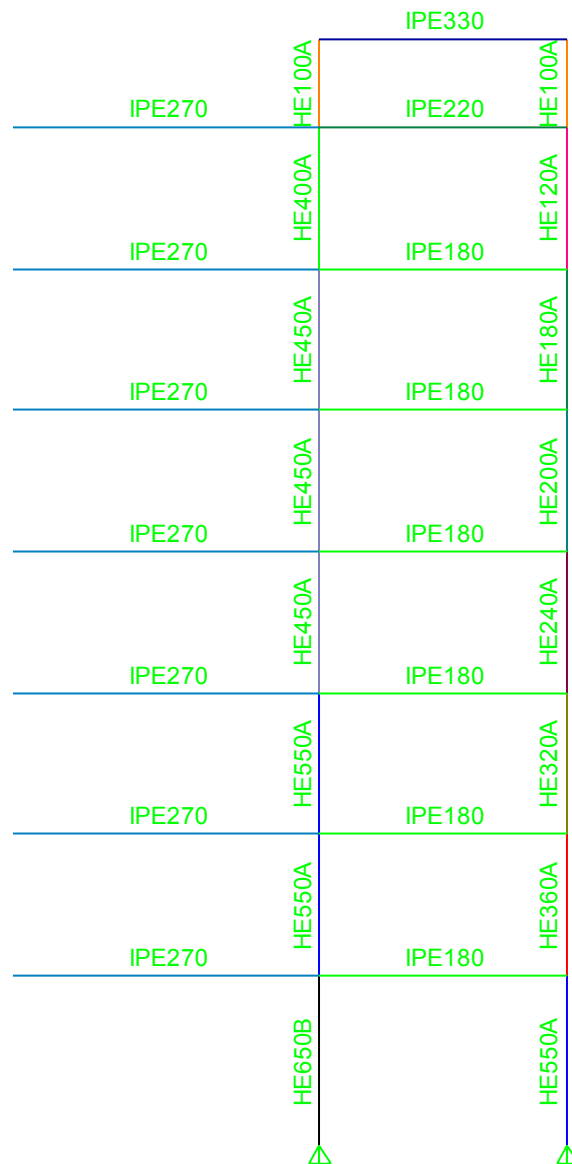 IPE330
HE100A
HE100A
IPE270
IPE220
HE400A
HE120A
IPE270
IPE180
HE450A
HE180A
IPE270
IPE180
HE450A
HE200A
IPE270
IPE180
HE450A
HE240A
IPE270
IPE180
HE550A
HE320A
IPE270
IPE180
HE550A
HE360A
IPE270
IPE180
HE650B
HE550A